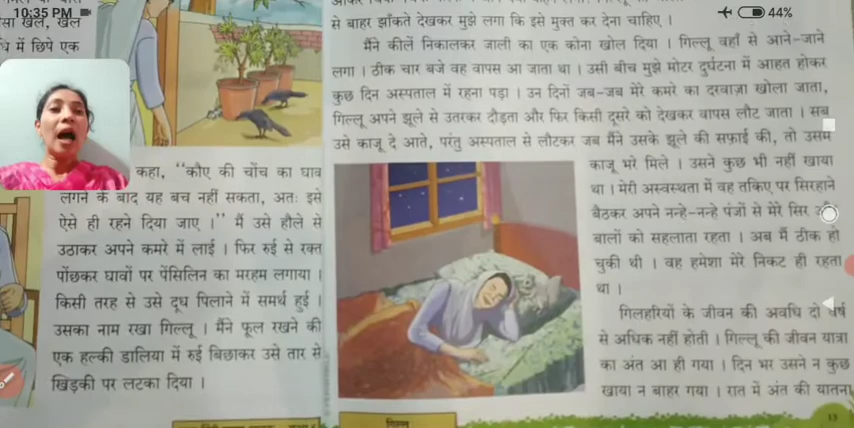 10:35 PM
44%
सा खेल, खेल
में छिपे एक
कहा, “कौए की चोंच का घाव
लगने के बाद यह बच नहीं सकता, अतः इसे
ऐसे ही रहने दिया जाए ।” मैं उसे हौले से
उठाकर अपने कमरे में लाई । फिर रुई से रक्त
पोंछकर घावों पर पेंसिलिन का मरहम लगाया ।
किसी तरह से उसे दूध पिलाने में समर्थ हुई ।
उसका नाम रखा गिल्लू । मैंने फूल रखने की
एक हल्की डालिया में रुई बिछाकर उसे तार से
खिड़की पर लटका दिया ।
से बाहर झाँकते देखकर मुझे लगा कि इसे मुक्त कर देना चाहिए ।
मैंने कीलें निकालकर जाली का एक कोना खोल दिया । गिल्लू वहाँ से आने-जाने
लगा । ठीक चार बजे वह वापस आ जाता था । उसी बीच मुझे मोटर दुर्घटना में आहत होकर
कुछ दिन अस्पताल में रहना पड़ा । उन दिनों जब-जब मेरे कमरे का दरवाज़ा खोला जाता,
गिल्लू अपने झूले से उतरकर दौड़ता और फिर किसी दूसरे को देखकर वापस लौट जाता । सब
उसे काजू दे आते, परंतु अस्पताल से लौटकर जब मैंने उसके झूले की सफ़ाई की, तो उसमें
काजू भरे मिले । उसने कुछ भी नहीं खाया
था । मेरी अस्वस्थता में वह तकिए पर सिरहाने
बैठकर अपने नन्हे-नन्हे पंजों से मेरे सिर
बालों को सहलाता रहता । अब मैं ठीक हो
चुकी थी । वह हमेशा मेरे निकट ही रहता
था ।
गिलहरियों के जीवन की अवधि दो वर्ष
से अधिक नहीं होती । गिल्लू की जीवन यात्रा
का अंत आ ही गया । दिन भर उसने न कुछ
खाया न बाहर गया । रात में अंत की यातना
13
गिल्लू